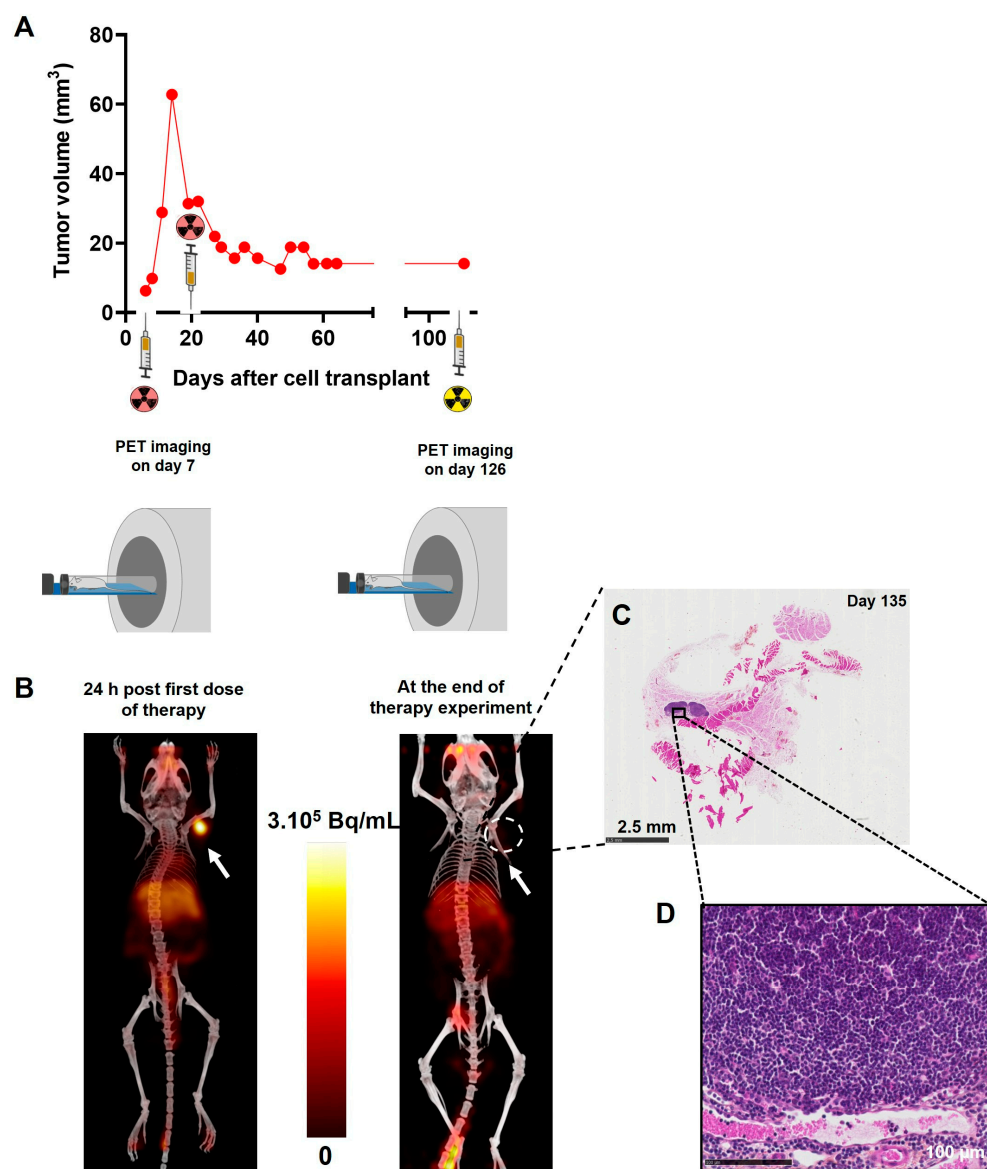 A
80
60
40
20
0
Tumor volume (mm³)
0 20 40 60 100
Days after cell transplant
PET imaging
on day 7
PET imaging
on day 126
B
24 h post first dose
of therapy
At the end of
therapy experiment
3.10⁵ Bq/mL
0
C
Day 135
2.5 mm
D
100 µm